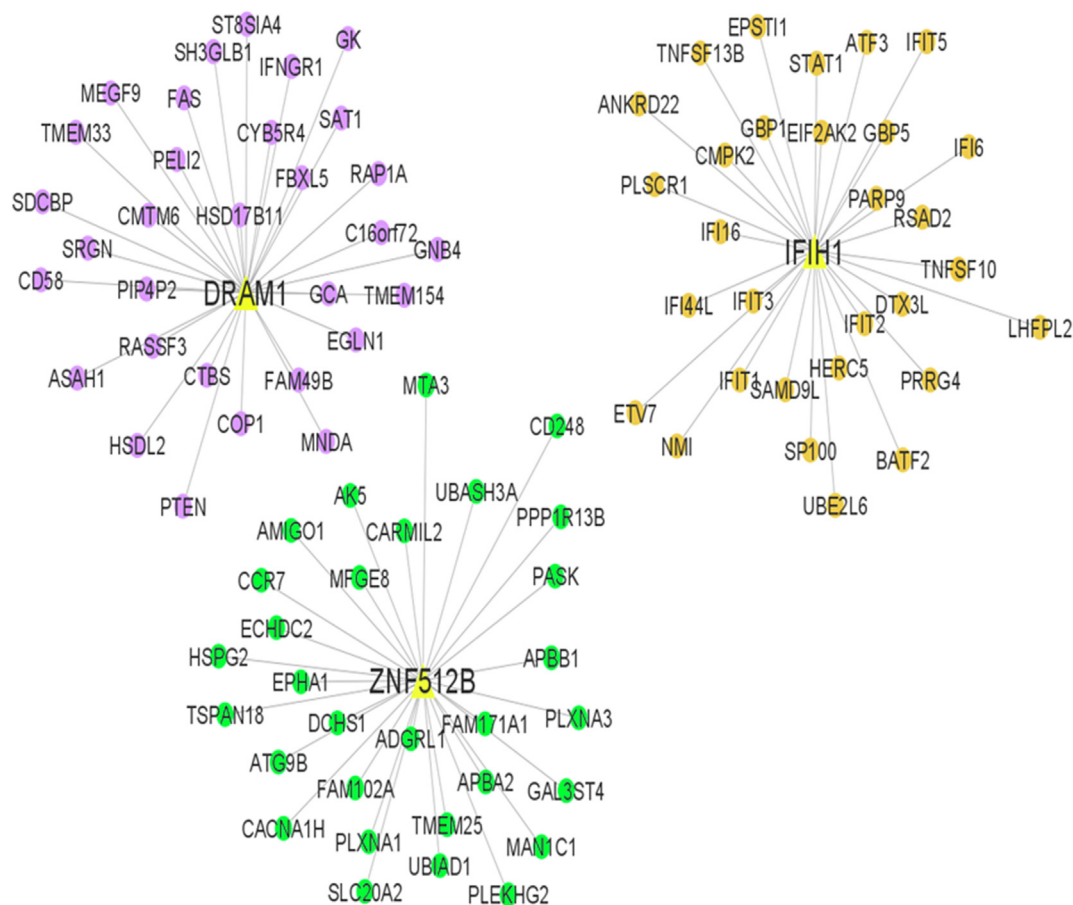 ST8SIA4
SH3GLB1
GK
IFNGR1
MEGF9
FAS
SAT1
TMEM33
CYB5R4
PELI2
FBXL5
RAP1A
SDCBP
CMTM6
HSD17B11
C16orf72
SRGN
GNB4
CD58
PIP4P2
DRAM1
GCA
TMEM154
RASSF3
EGLN1
ASAH1
CTBS
FAM49B
COP1
HSDL2
MNDA
PTEN
EPSTI1
TNFSF13B
STAT1
ATF3
IFIT5
ANKRD22
GBP1
EIF2AK2
GBP5
CMPK2
IFI6
PLSCR1
PARP9
RSAD2
IFI16
IFIH1
TNFSF10
IFI44L
IFIT3
DTX3L
IFIT2
LHFPL2
HERC5
IFIT1
SAMD9L
PRRG4
ETV7
NMI
SP100
BATF2
UBE2L6
MTA3
CD248
AK5
UBASH3A
AMIGO1
CARMIL2
PPP1R13B
CCR7
MFGE8
PASK
ECHDC2
HSPG2
APBB1
EPHA1
ZNF512B
TSPAN18
DCHS1
FAM171A1
PLXNA3
ADGRL1
ATG9B
FAM102A
APBA2
GAL3ST4
CACNA1H
PLXNA1
TMEM25
MAN1C1
UBIAD1
SLC20A2
PLEKHG2